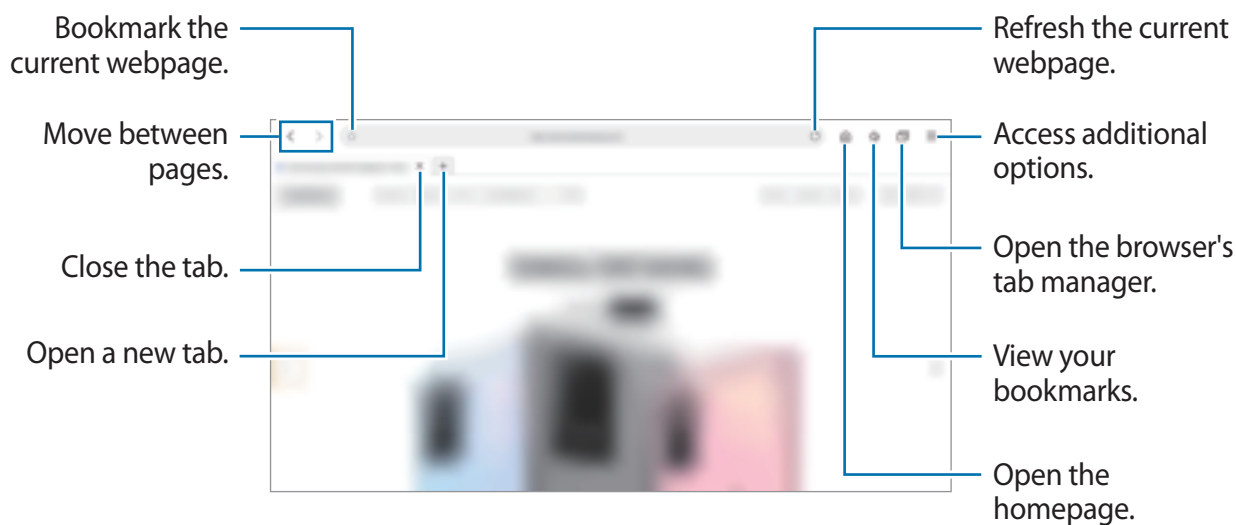 Bookmark the
current webpage.
Move between
pages.
Close the tab.
Open a new tab.
Refresh the current
webpage.
Access additional
options.
Open the browser's
tab manager.
View your
bookmarks.
Open the
homepage.